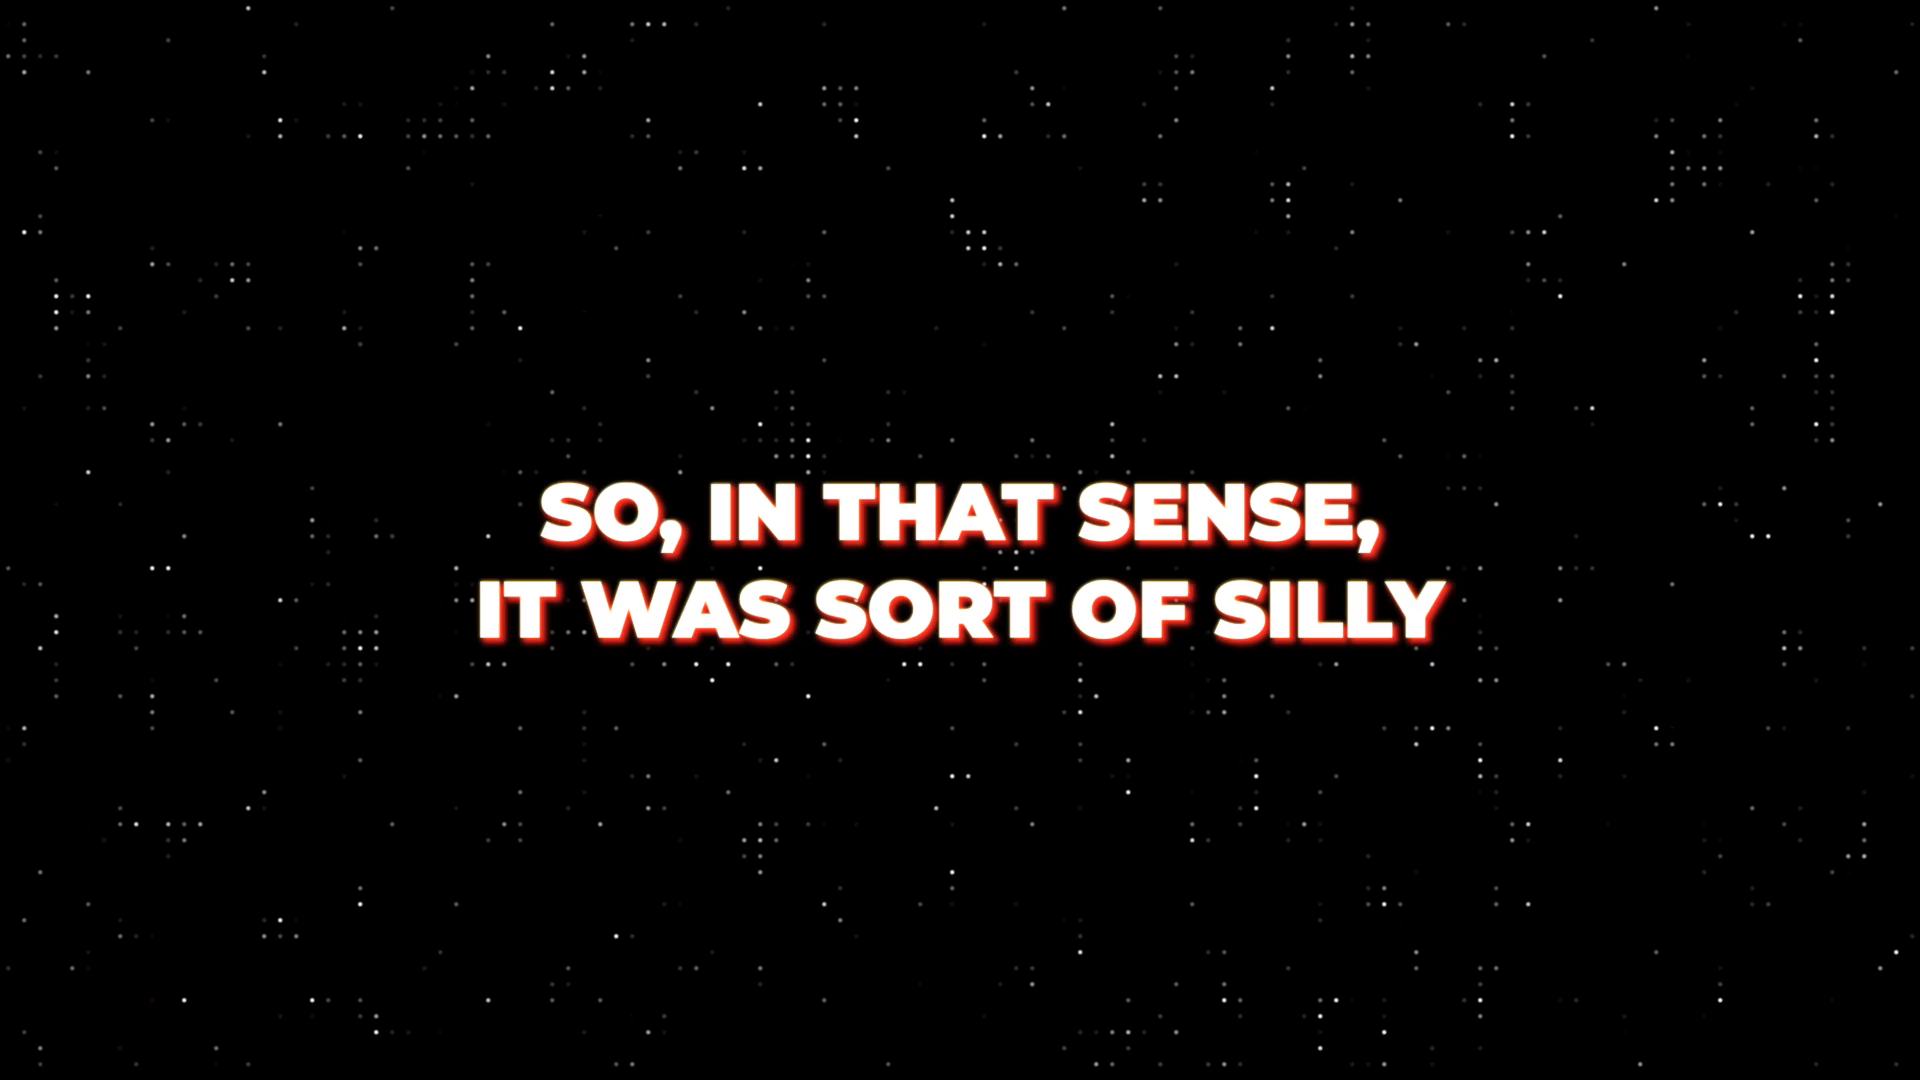 SO, IN THAT SENSE,
IT WAS SORT OF SILLY